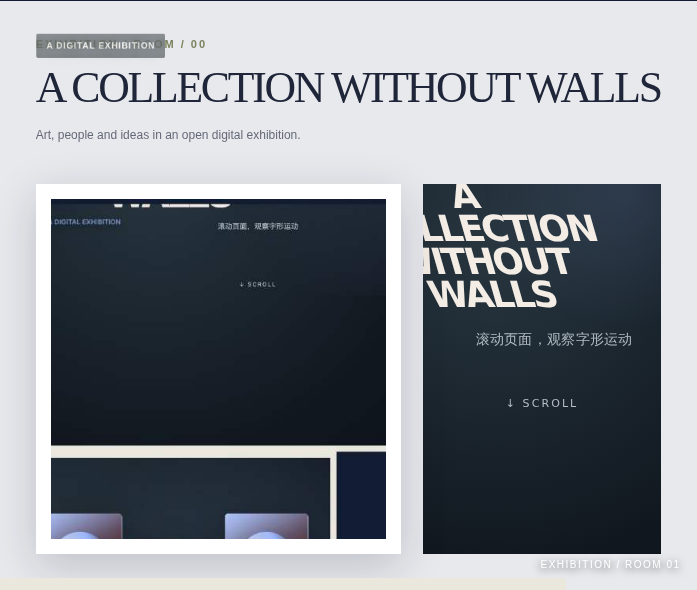 A DIGITAL EXHIBITION
M / 00
A COLLECTION WITHOUT WALLS
Art, people and ideas in an open digital exhibition.
WALLS
DIGITAL EXHIBITION
滚动页面，观察字形运动
↓ SCROLL
A
LLECTION
ITHOUT
WALLS
滚动页面，观察字形运动
↓ SCROLL
EXHIBITION / ROOM 01